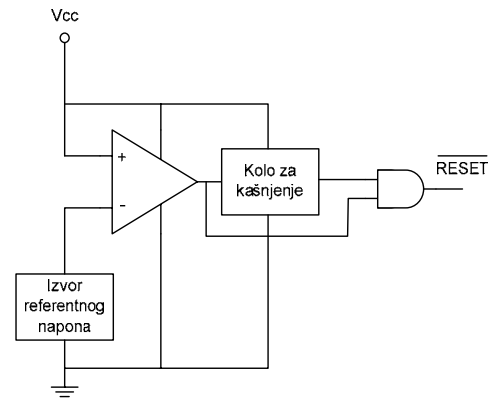 Vcc
+
-
Kolo za
kašnjenje
RESET
Izvor
referentnog
napona